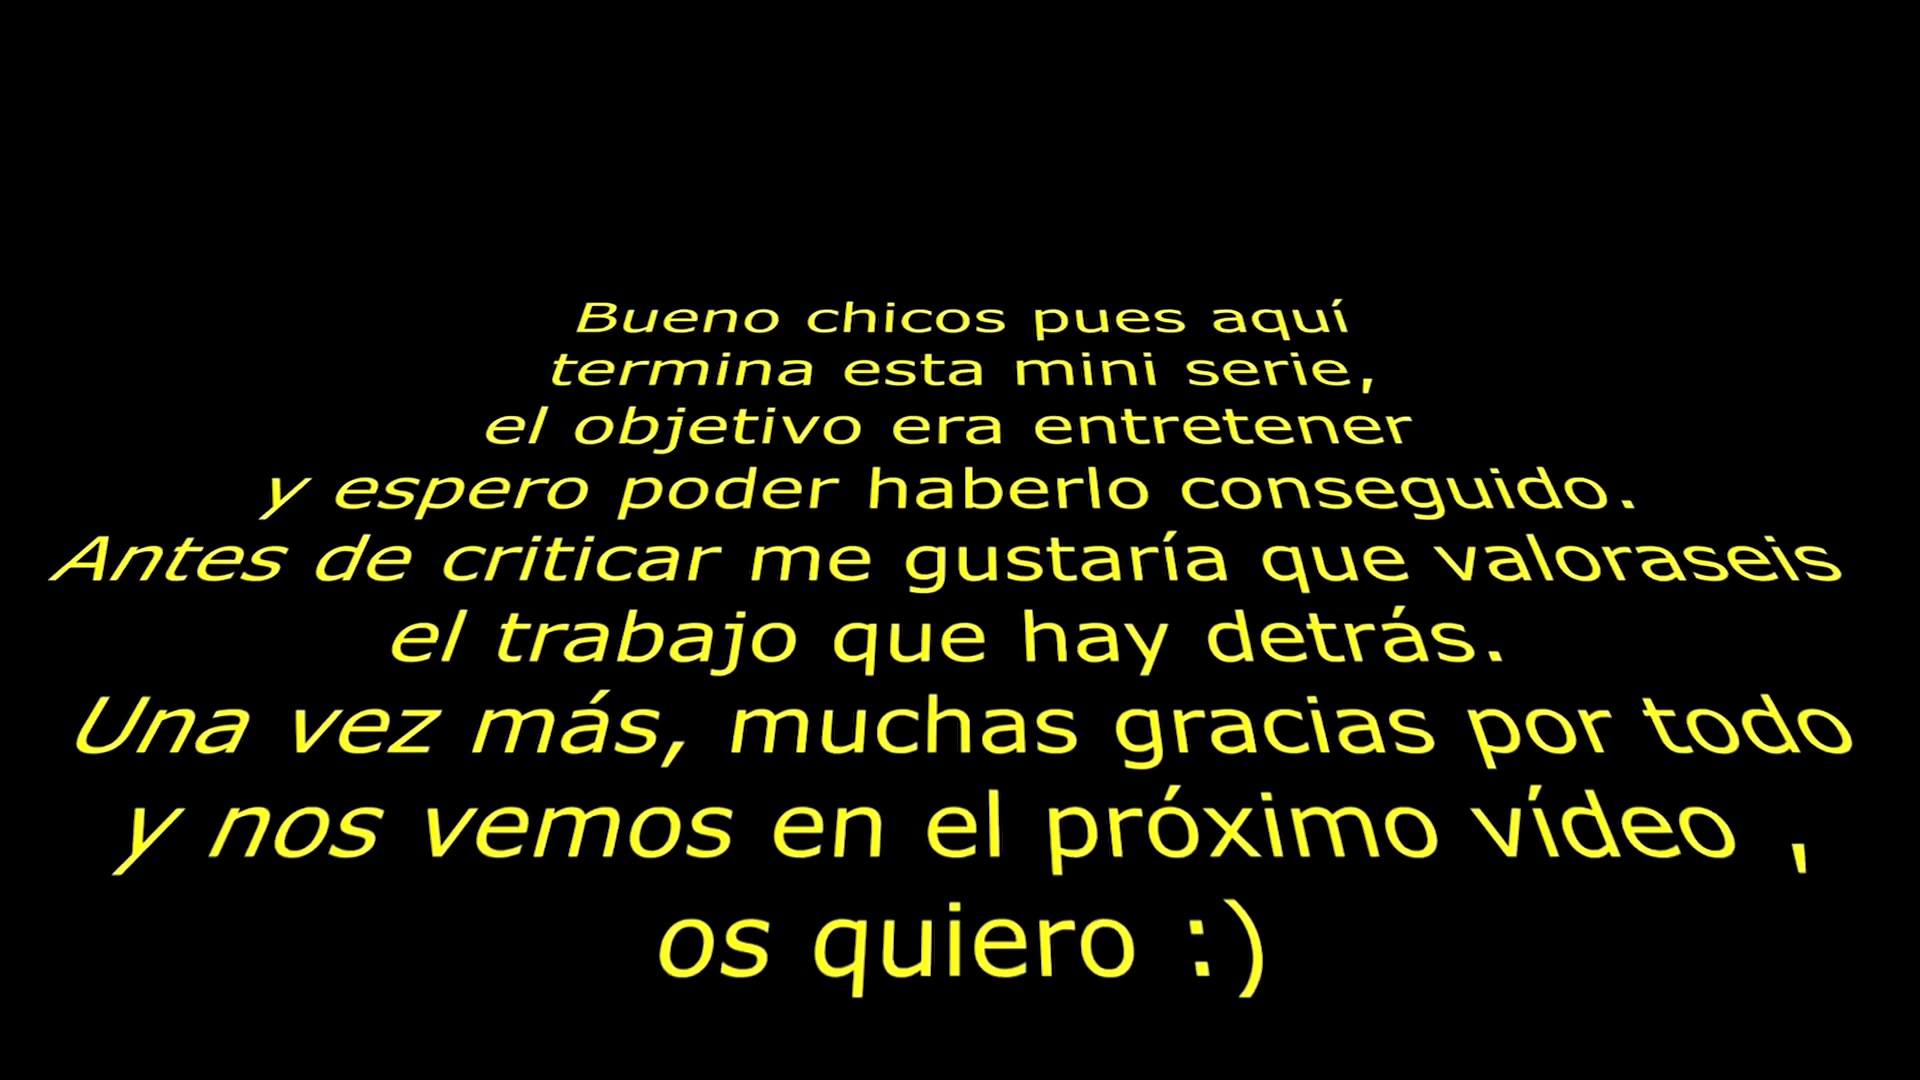 Bueno chicos pues aquí
termina esta mini serie,
el objetivo era entretener
y espero poder haberlo conseguido.
Antes de criticar me gustaría que valoraseis
el trabajo que hay detrás.
Una vez más, muchas gracias por todo
y nos vemos en el próximo vídeo ,
os quiero :)